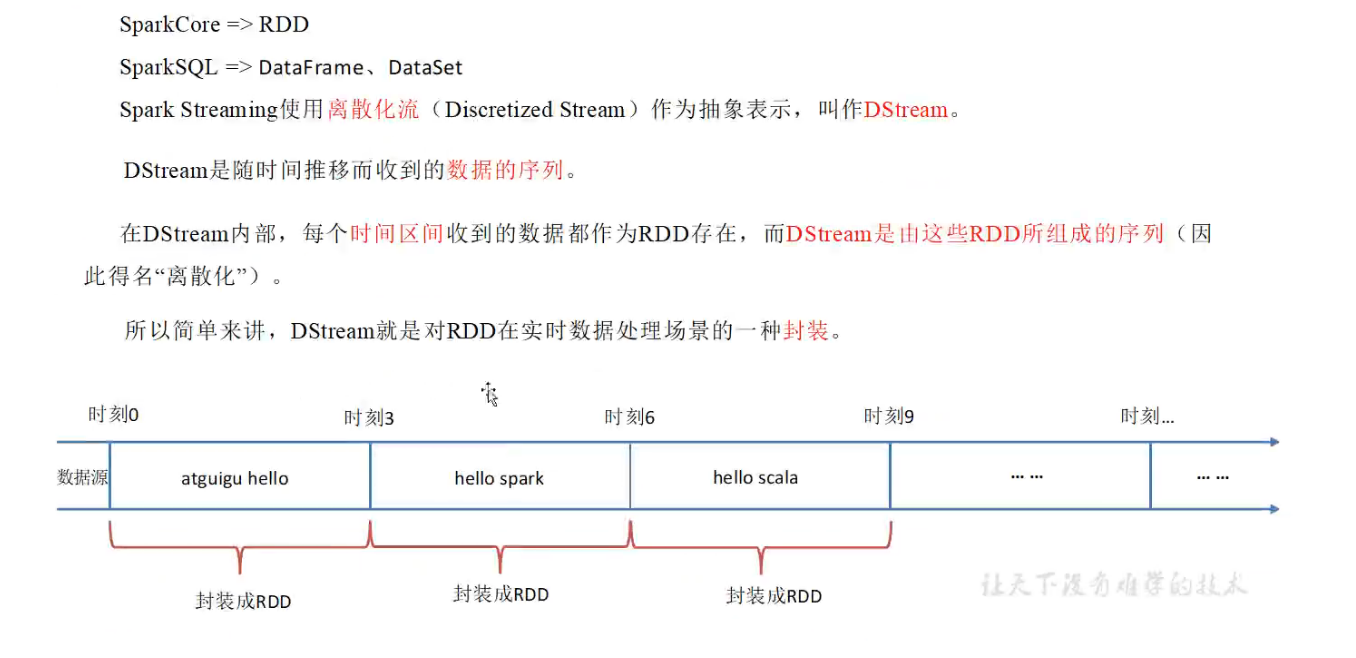 SparkCore => RDD
SparkSQL => DataFrame、DataSet
Spark Streaming使用离散化流（Discretized Stream）作为抽象表示，叫作DStream。
DStream是随时间推移而收到的数据的序列。
在DStream内部，每个时间区间收到的数据都作为RDD存在，而DStream是由这些RDD所组成的序列（因
此得名“离散化”）。
所以简单来讲，DStream就是对RDD在实时数据处理场景的一种封装。
时刻0 时刻3 时刻6 时刻9 时刻...
数据源 atguigu hello hello spark hello scala ... ... ... ...
封装成RDD 封装成RDD 封装成RDD
让天下没有难学的技术